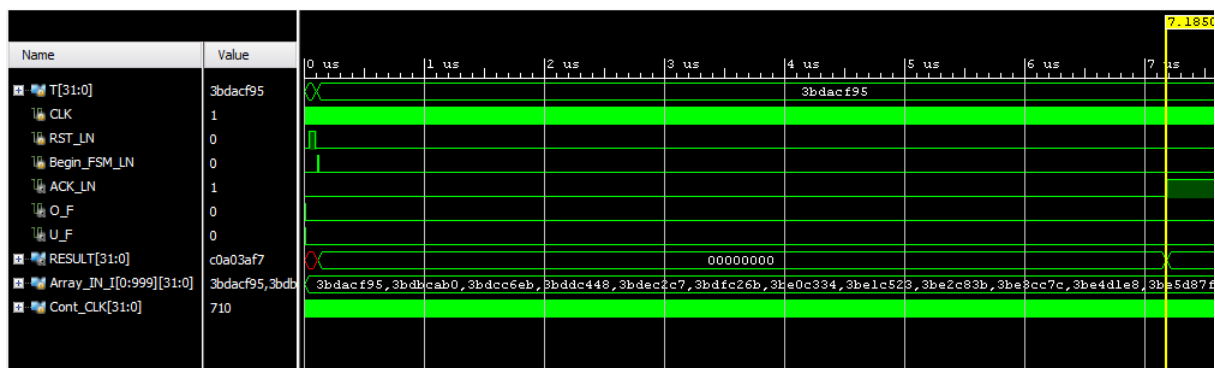 7.1850
Name Value
0 us 1 us 2 us 3 us 4 us 5 us 6 us 7 us
T[31:0] 3bdacf95 3bdacf95
CLK 1
RST_LN 0
Begin_FSM_LN 0
ACK_LN 1
O_F 0
U_F 0
RESULT[31:0] c0a03af7 00000000
Array_IN_I[0:999][31:0] 3bdacf95,3bdb 3bdacf95,3bdbcab0,3bdcc6eb,3bddc448,3bdec2c7,3bdfc26b,3be0c334,3be1c523,3be2c83b,3be3cc7c,3be4d1e8,3be5d87f
Cont_CLK[31:0] 710